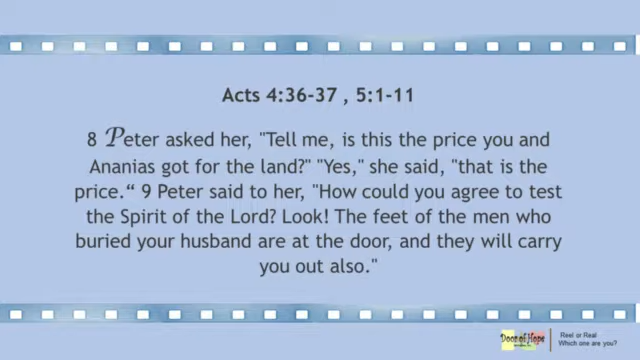 Acts 4:36-37 , 5:1-11
8 Peter asked her, "Tell me, is this the price you and
Ananias got for the land?" "Yes," she said, "that is the
price.“ 9 Peter said to her, "How could you agree to test
the Spirit of the Lord? Look! The feet of the men who
buried your husband are at the door, and they will carry
you out also."
Door of Hope
Reel or Real
Which one are you?